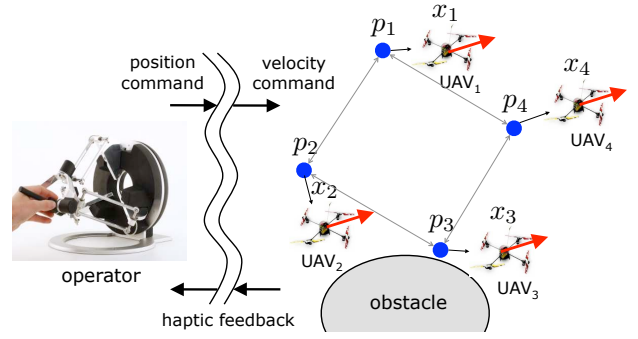 position
command
velocity
command
operator
haptic feedback
p1
x1
UAV1
p2
x2
UAV2
p3
x3
UAV3
p4
x4
UAV4
obstacle